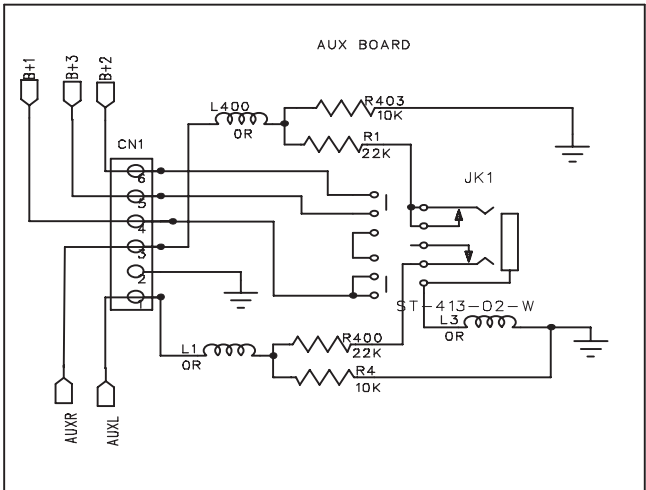 AUX BOARD
B+1
B+3
B+2
L400
0R
R403
10K
R1
22K
CN1
6
5
4
3
2
1
JK1
ST-413-02-W
L3
0R
L1
0R
R400
22K
R4
10K
AUXR
AUXL